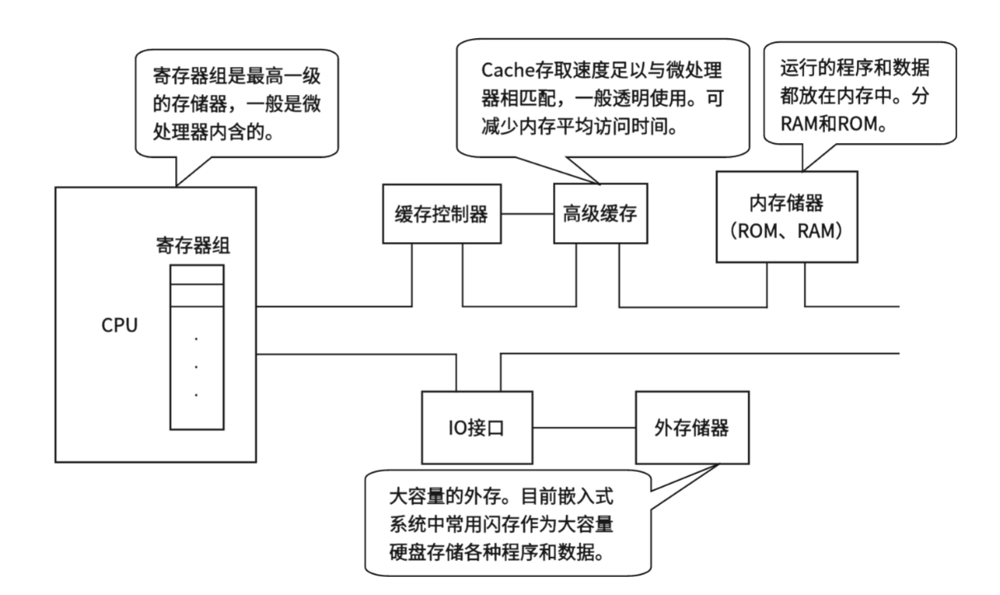 寄存器组是最高一级
的存储器，一般是微
处理器内含的。
Cache存取速度足以与微处理
器相匹配，一般透明使用。可
减少内存平均访问时间。
运行的程序和数据
都放在内存中。分
RAM和ROM。
缓存控制器
高级缓存
内存储器
（ROM、RAM）
寄存器组
CPU
IO接口
外存储器
大容量的外存。目前嵌入式
系统中常用闪存作为大容量
硬盘存储各种程序和数据。